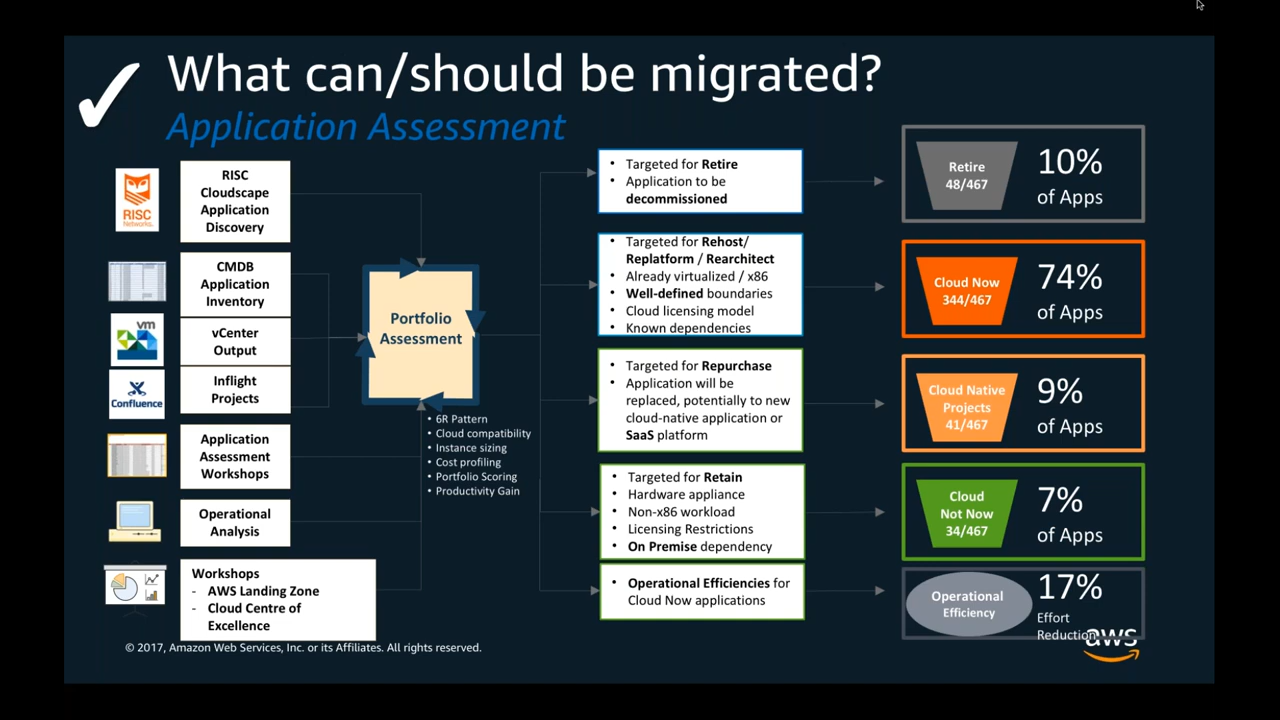 What can/should be migrated?
Application Assessment
RISC
Networks.
RISC
Cloudscape
Application
Discovery
CMDB
Application
Inventory
vm
vCenter
Output
Confluence
Inflight
Projects
Application
Assessment
Workshops
Operational
Analysis
Workshops
- AWS Landing Zone
- Cloud Centre of
Excellence
Portfolio
Assessment
• 6R Pattern
• Cloud compatibility
• Instance sizing
• Cost profiling
• Portfolio Scoring
• Productivity Gain
• Targeted for Retire
• Application to be
decommissioned
• Targeted for Rehost/
Replatform / Rearchitect
• Already virtualized / x86
• Well-defined boundaries
• Cloud licensing model
• Known dependencies
• Targeted for Repurchase
• Application will be
replaced, potentially to new
cloud-native application or
SaaS platform
• Targeted for Retain
• Hardware appliance
• Non-x86 workload
• Licensing Restrictions
• On Premise dependency
• Operational Efficiencies for
Cloud Now applications
Retire
48/467
10%
of Apps
Cloud Now
344/467
74%
of Apps
Cloud Native
Projects
41/467
9%
of Apps
Cloud
Not Now
34/467
7%
of Apps
Operational
Efficiency
17%
Effort
Reduction
© 2017, Amazon Web Services, Inc. or its Affiliates. All rights reserved.
aws